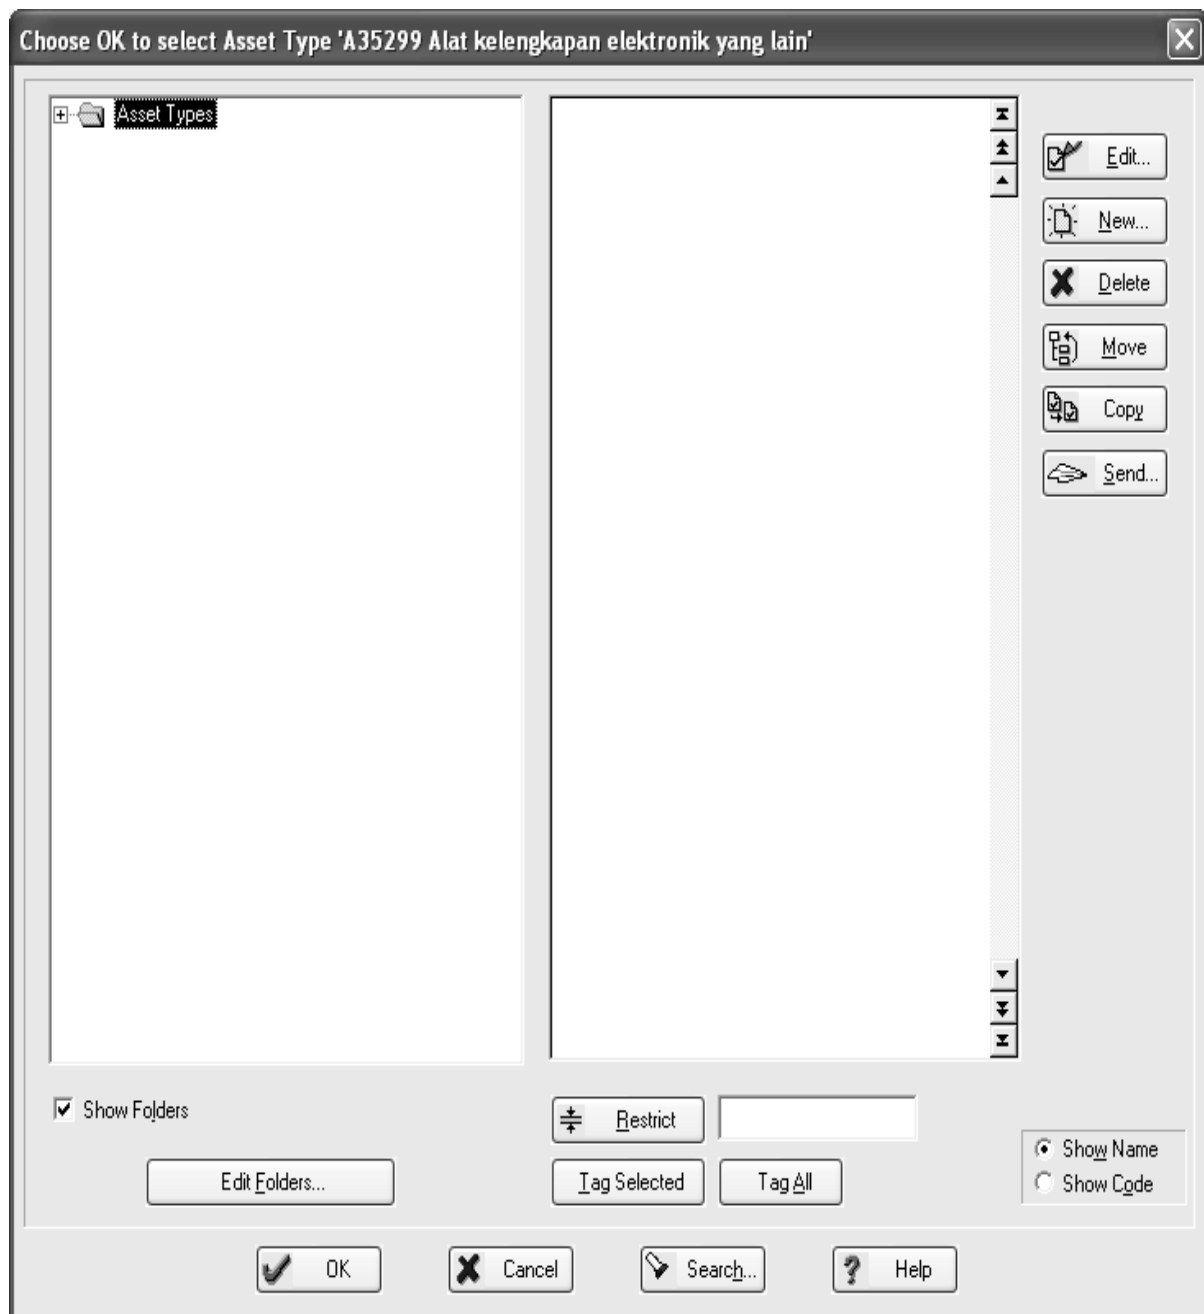 Choose OK to select Asset Type 'A35299 Alat kelengkapan elektronik yang lain'
Asset Types
Edit...
New...
Delete
Move
Copy
Send...
Show Folders
Restrict
Edit Folders...
Tag Selected
Tag All
Show Name
Show Code
OK
Cancel
Search...
Help